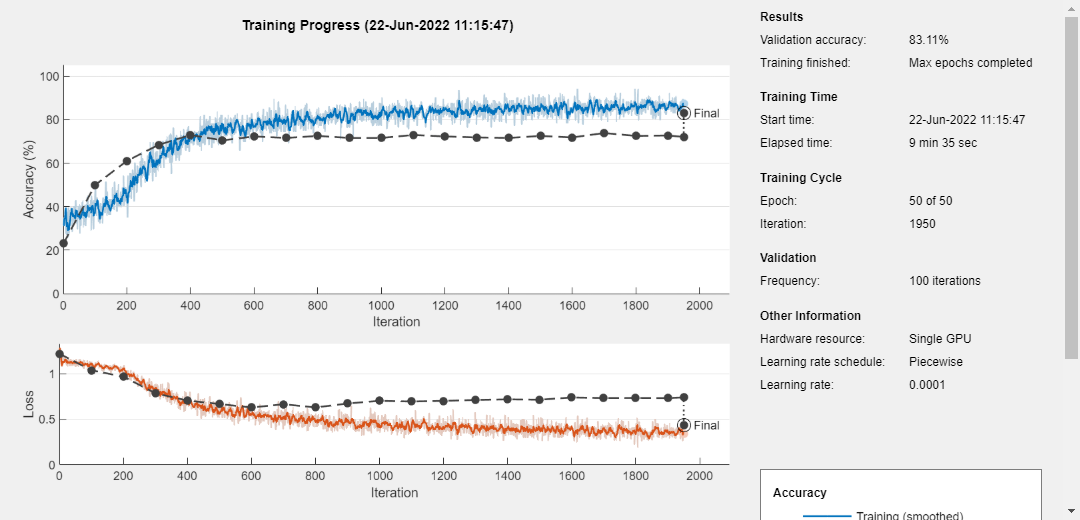 Training Progress (22-Jun-2022 11:15:47)
100
80
60
40
20
0
Accuracy (%)
Final
0 200 400 600 800 1000 1200 1400 1600 1800 2000
Iteration
1
0.5
0
Loss
Final
0 200 400 600 800 1000 1200 1400 1600 1800 2000
Iteration
Results
Validation accuracy: 83.11%
Training finished: Max epochs completed
Training Time
Start time: 22-Jun-2022 11:15:47
Elapsed time: 9 min 35 sec
Training Cycle
Epoch: 50 of 50
Iteration: 1950
Validation
Frequency: 100 iterations
Other Information
Hardware resource: Single GPU
Learning rate schedule: Piecewise
Learning rate: 0.0001
Accuracy
Training (smoothed)